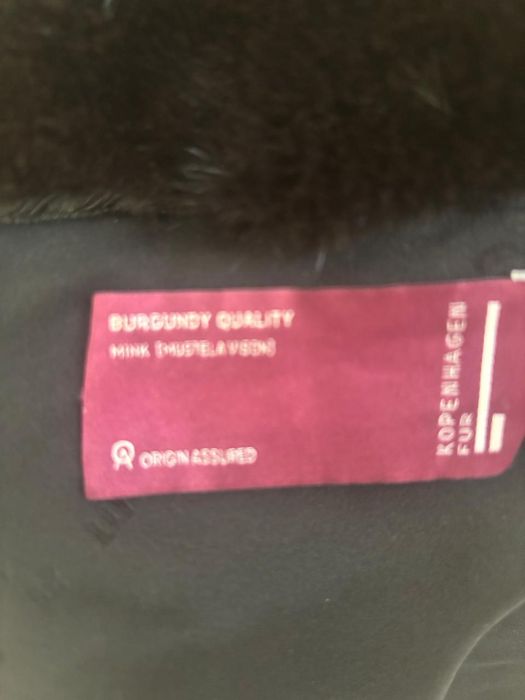 BURGUNDY QUALITY
MINK (MUSTELA VISON)
ORIGIN ASSURED
KOPENHAGEN
FUR